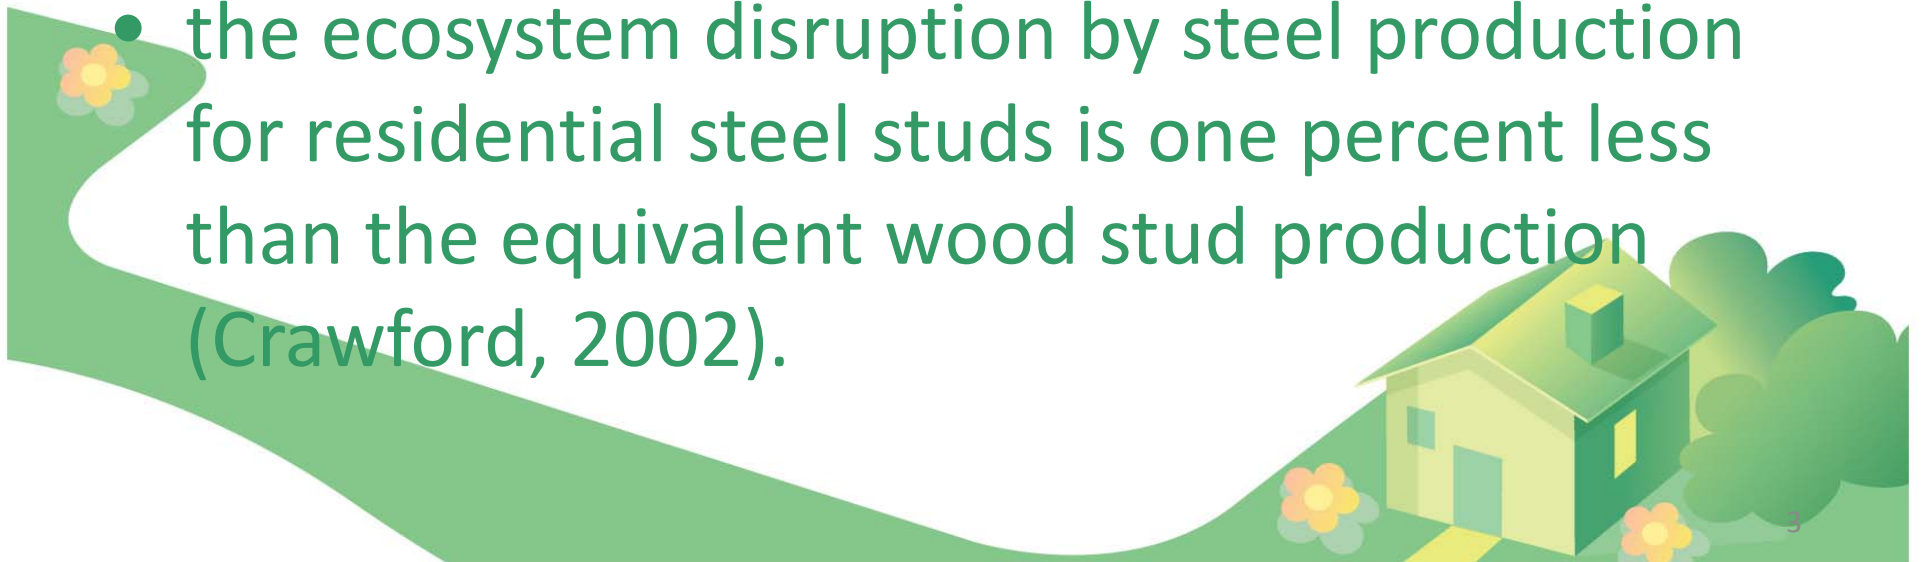 • the ecosystem disruption by steel production
for residential steel studs is one percent less
than the equivalent wood stud production
(Crawford, 2002).
3